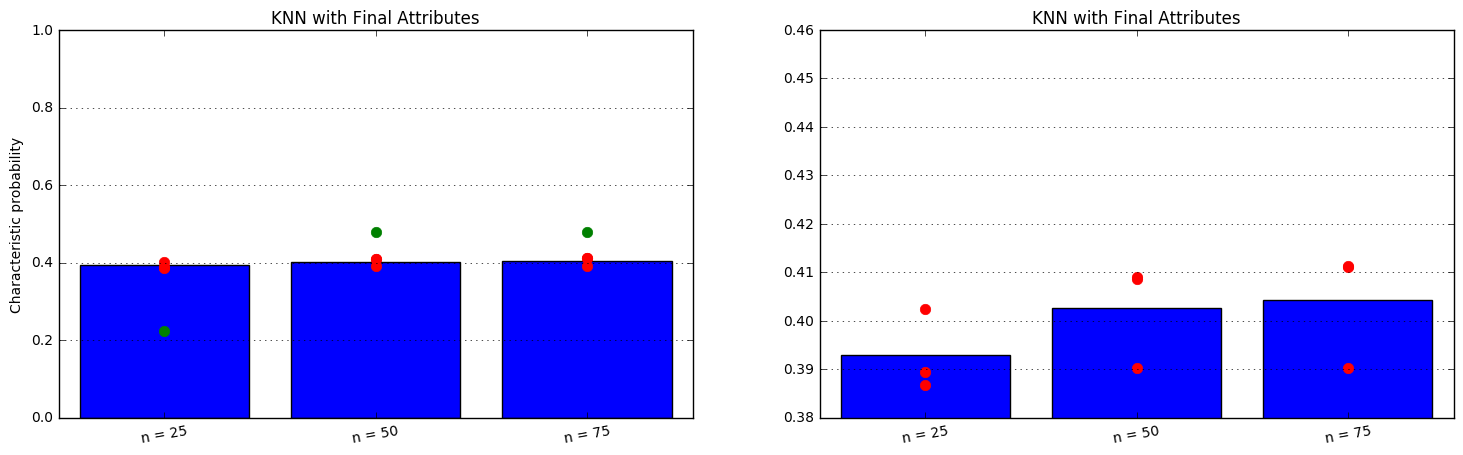 KNN with Final Attributes
Characteristic probability
1.0
0.8
0.6
0.4
0.2
0.0
n = 25
n = 50
n = 75
KNN with Final Attributes
0.46
0.45
0.44
0.43
0.42
0.41
0.40
0.39
0.38
n = 25
n = 50
n = 75